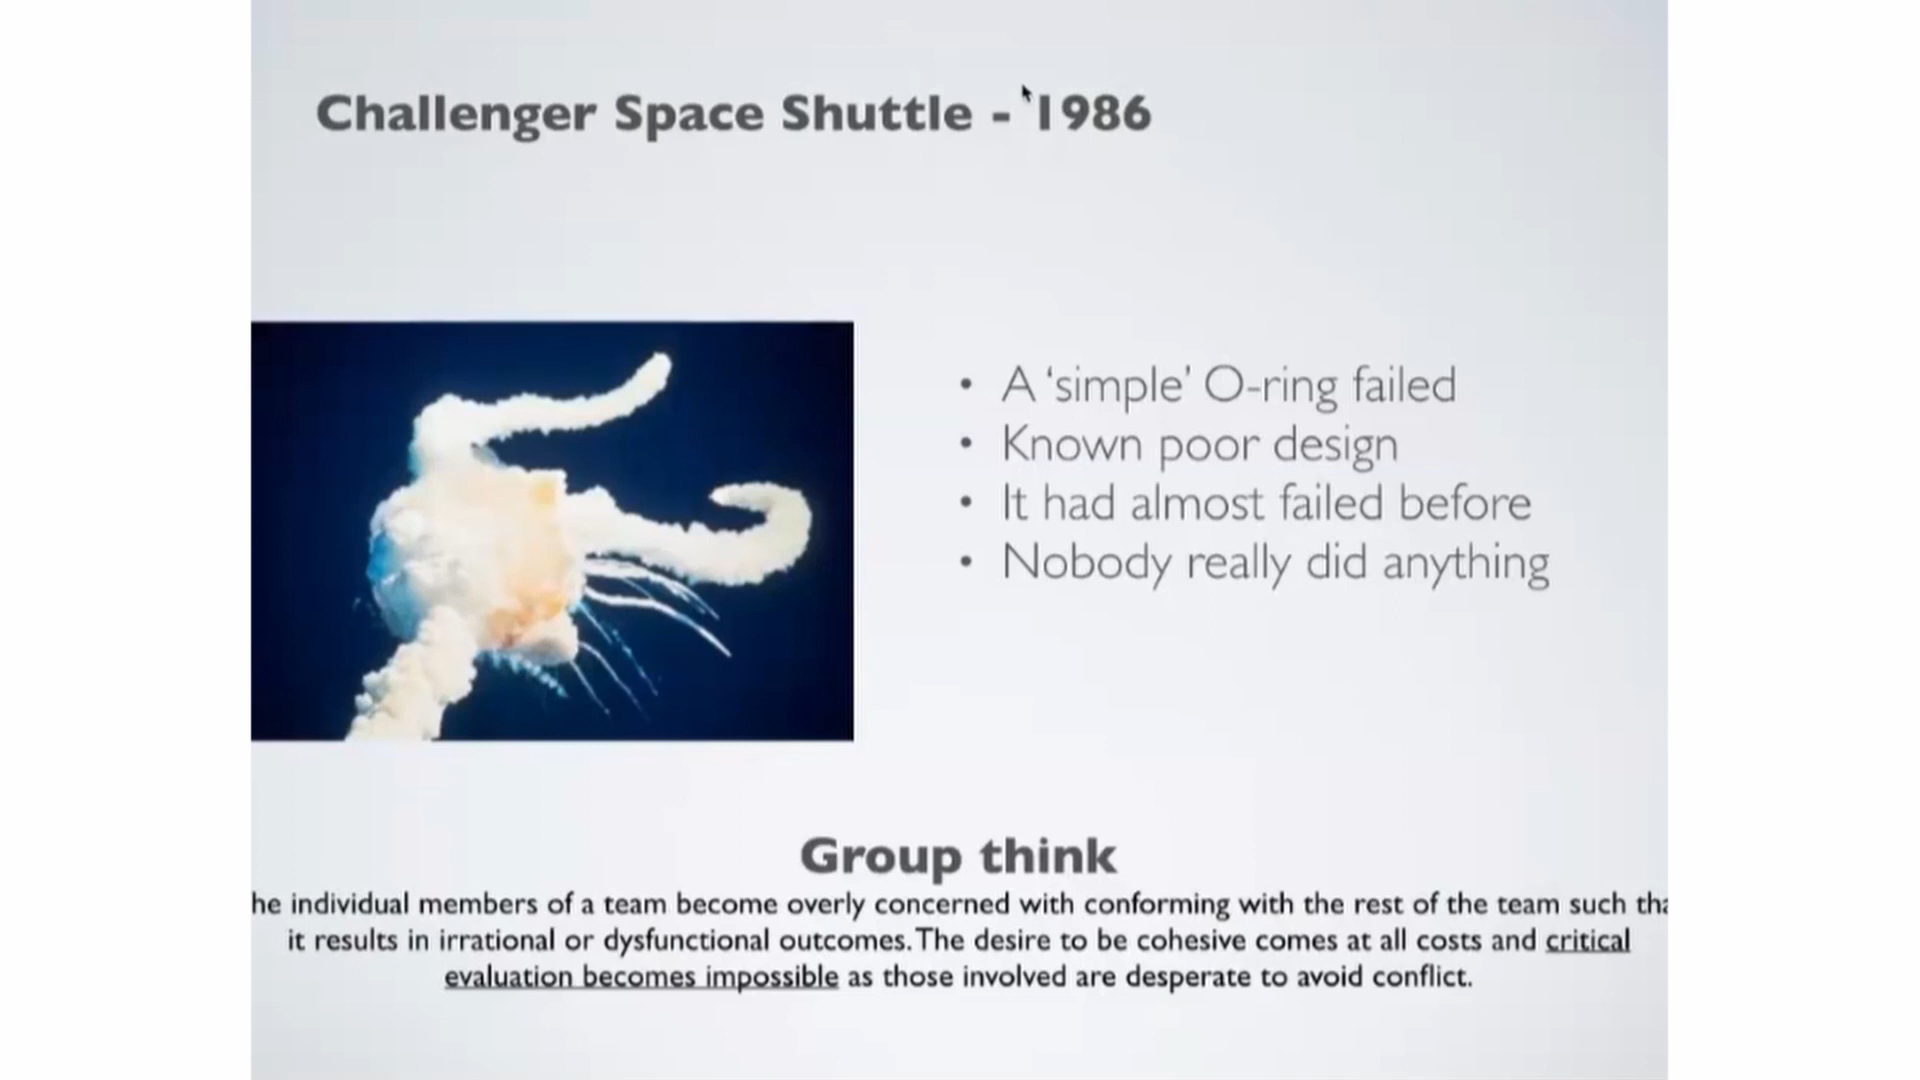 Challenger Space Shuttle - 1986
• A ‘simple’ O-ring failed
• Known poor design
• It had almost failed before
• Nobody really did anything
Group think
he individual members of a team become overly concerned with conforming with the rest of the team such tha
it results in irrational or dysfunctional outcomes. The desire to be cohesive comes at all costs and critical
evaluation becomes impossible as those involved are desperate to avoid conflict.